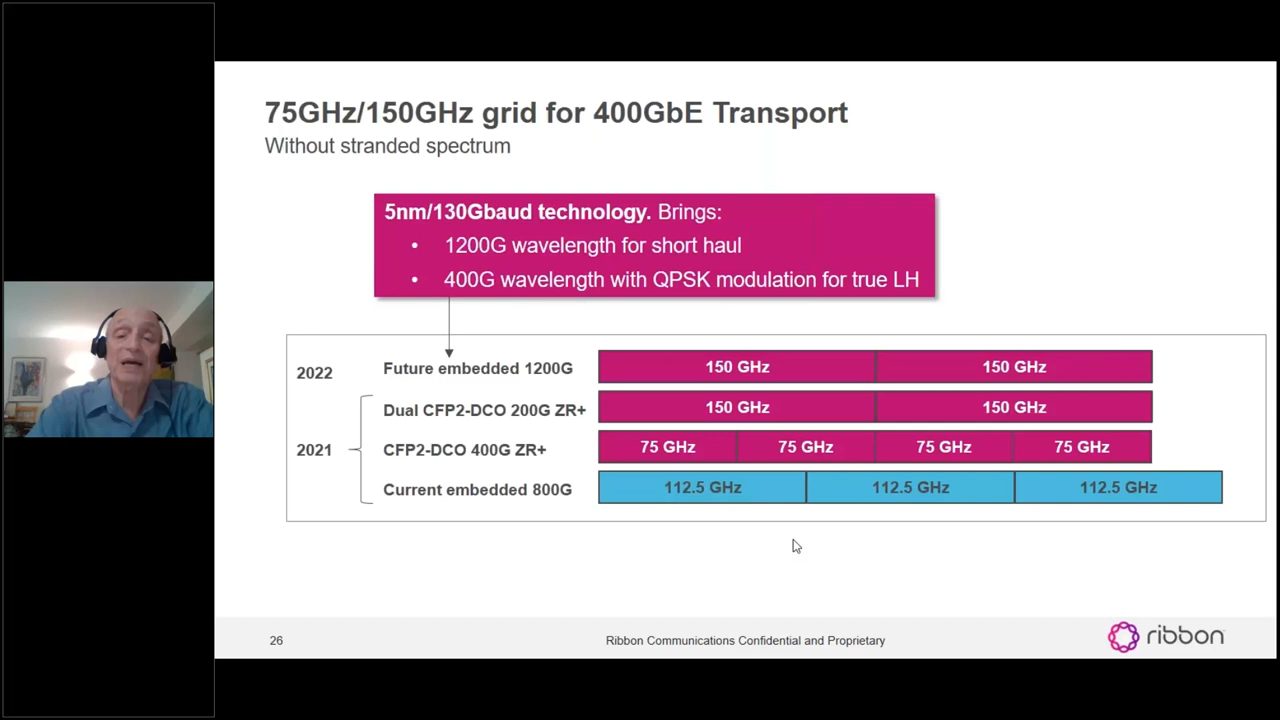 75GHz/150GHz grid for 400GbE Transport
Without stranded spectrum
5nm/130Gbaud technology. Brings:
• 1200G wavelength for short haul
• 400G wavelength with QPSK modulation for true LH
2022
Future embedded 1200G
150 GHz 150 GHz
Dual CFP2-DCO 200G ZR+
150 GHz 150 GHz
2021
CFP2-DCO 400G ZR+
75 GHz 75 GHz 75 GHz 75 GHz
Current embedded 800G
112.5 GHz 112.5 GHz 112.5 GHz
26
Ribbon Communications Confidential and Proprietary
ribbon